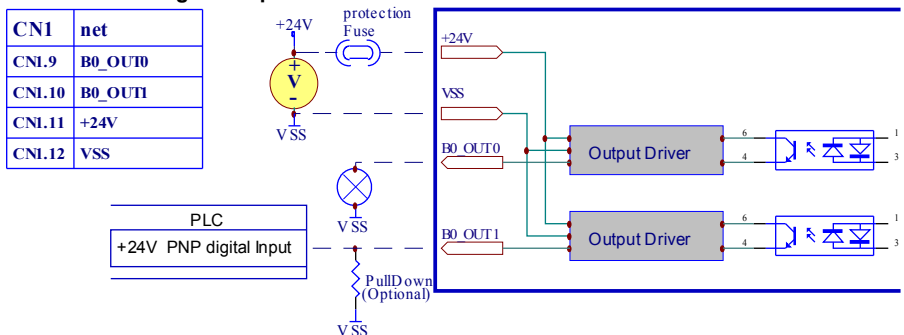 CN1 net
CN1.9 B0_OUT0
CN1.10 B0_OUT1
CN1.11 +24V
CN1.12 VSS
+24V
protection
Fuse
+
V
-
VSS
+24V
VSS
B0_OUT0
Output Driver
6
4
1
3
VSS
PLC
+24V PNP digital Input
B0_OUT1
Output Driver
6
4
1
3
PullDown
(Optional)
VSS